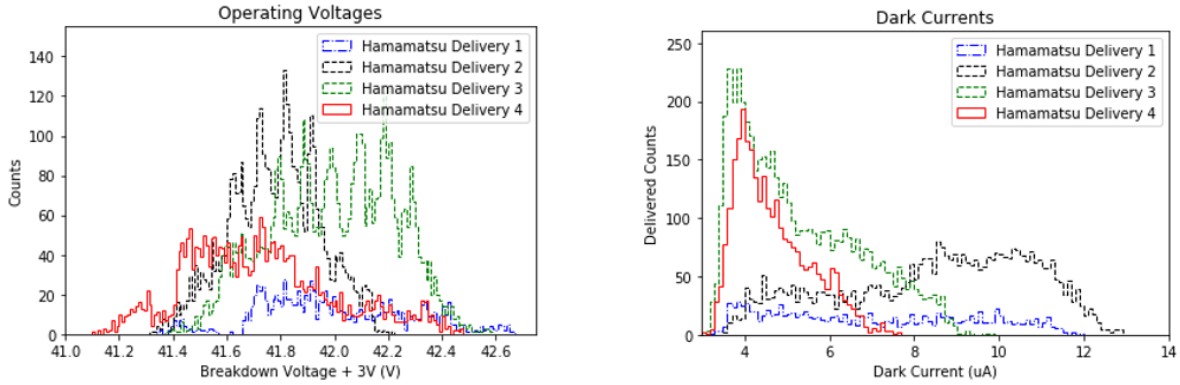 Operating Voltages
Counts
0
20
40
60
80
100
120
140
41.0 41.2 41.4 41.6 41.8 42.0 42.2 42.4 42.6
Breakdown Voltage + 3V (V)
Hamamatsu Delivery 1
Hamamatsu Delivery 2
Hamamatsu Delivery 3
Hamamatsu Delivery 4
Dark Currents
Delivered Counts
0
50
100
150
200
250
4 6 8 10 12 14
Dark Current (uA)
Hamamatsu Delivery 1
Hamamatsu Delivery 2
Hamamatsu Delivery 3
Hamamatsu Delivery 4